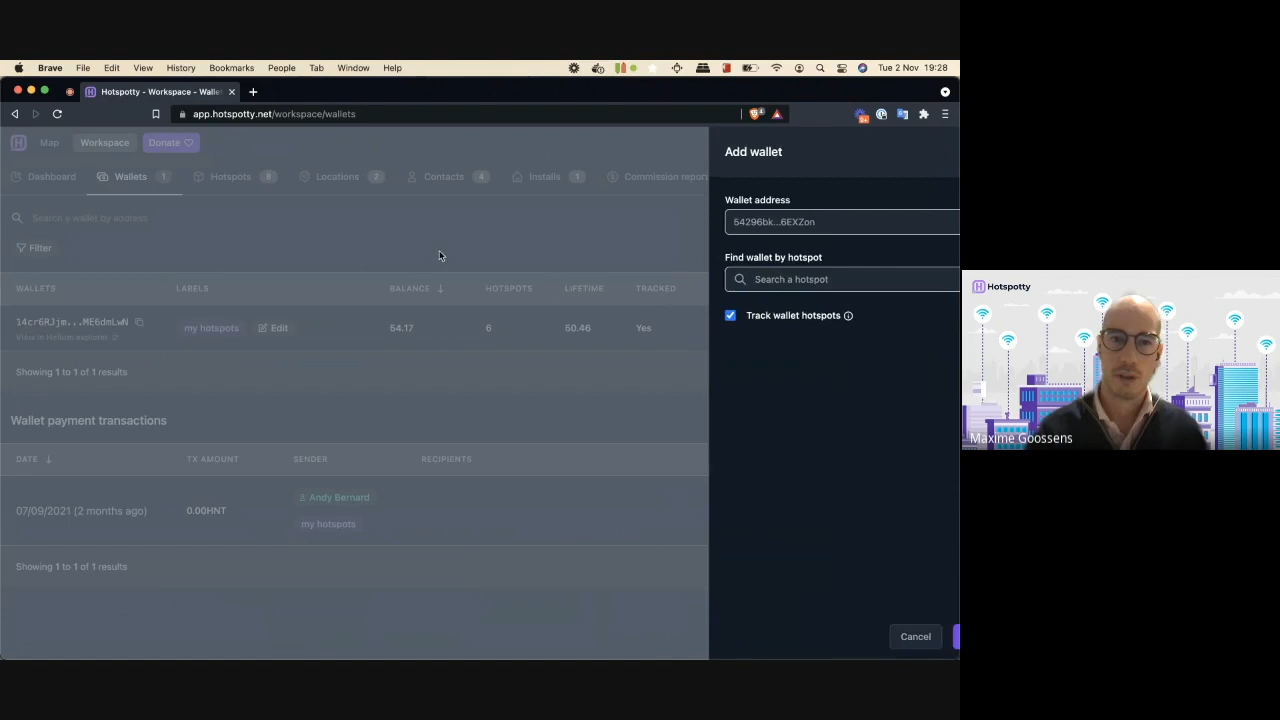 Brave File Edit View History Bookmarks People Tab Window Help Tue 2 Nov 19:28
Hotspotty - Workspace - Walle
app.hotspotty.net/workspace/wallets
Map Workspace Donate
Dashboard Wallets 1 Hotspots 8 Locations 2 Contacts 4 Installs 1 Commission repor
Search a wallet by address
Filter
WALLETS LABELS BALANCE HOTSPOTS LIFETIME TRACKED
14cr6RJjm...ME6dmLwN my hotspots Edit 54.17 6 50.46 Yes
View in Helium explorer
Showing 1 to 1 of 1 results
Wallet payment transactions
DATE TX AMOUNT SENDER RECIPIENTS
Andy Bernard
07/09/2021 (2 months ago) 0.00HNT
my hotspots
Showing 1 to 1 of 1 results
Add wallet
Wallet address
54296bk...6EXZon
Find wallet by hotspot
Search a hotspot
Track wallet hotspots
Cancel
Hotspotty
Maxime Goossens